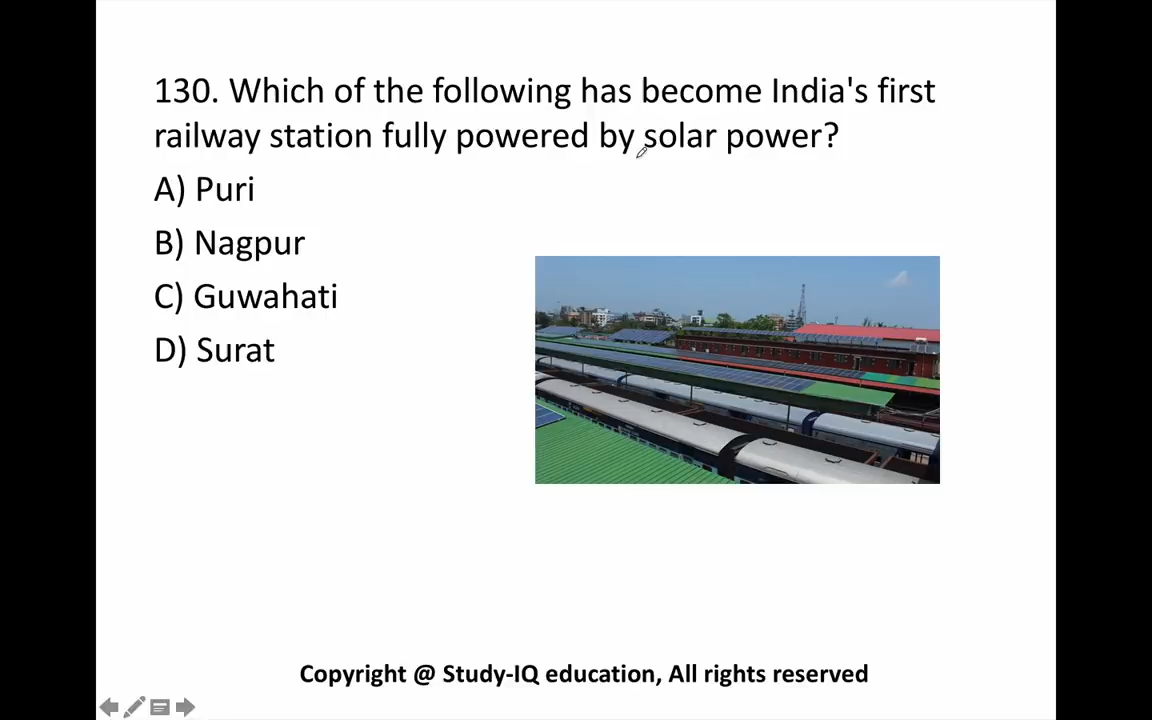 130. Which of the following has become India's first
railway station fully powered by solar power?
A) Puri
B) Nagpur
C) Guwahati
D) Surat
Copyright @ Study-IQ education, All rights reserved